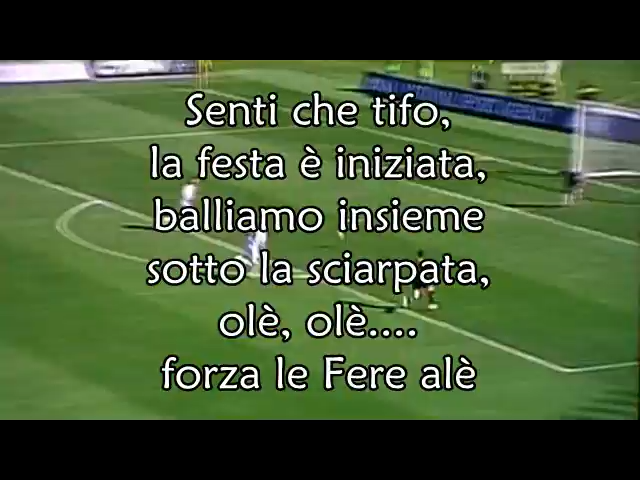 Senti che tifo,
la festa è iniziata,
balliamo insieme
sotto la sciarpata,
olè, olè....
forza le Fere alè